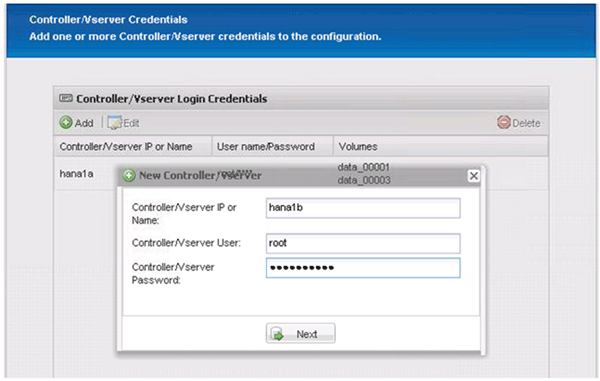 Controller/Vserver Credentials
Add one or more Controller/Vserver credentials to the configuration.
Controller/Vserver Login Credentials
Add Edit Delete
Controller/Vserver IP or Name User name/Password Volumes
hana1a data_00001
data_00003
New Controller/Vserver
Controller/Vserver IP or
Name:
hana1b
Controller/Vserver User: root
Controller/Vserver
Password:
••••••••••
Next